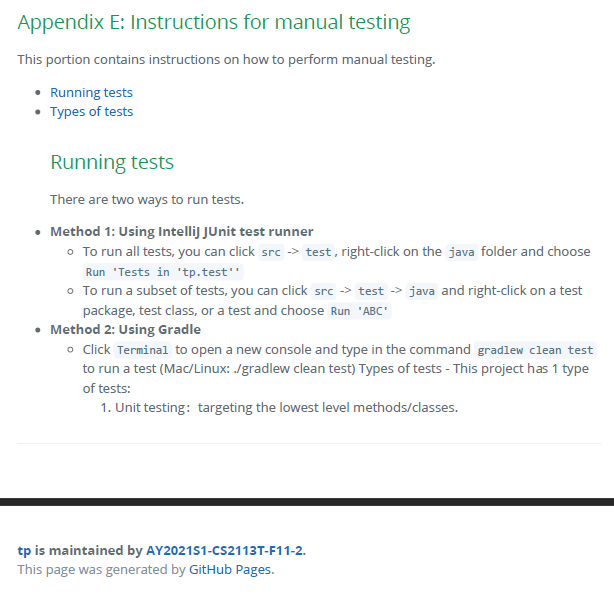 Appendix E: Instructions for manual testing
This portion contains instructions on how to perform manual testing.
Running tests
Types of tests
Running tests
There are two ways to run tests.
Method 1: Using IntelliJ JUnit test runner
To run all tests, you can click src -> test, right-click on the java folder and choose
Run 'Tests in 'tp.test''
To run a subset of tests, you can click src -> test -> java and right-click on a test
package, test class, or a test and choose Run 'ABC'
Method 2: Using Gradle
Click Terminal to open a new console and type in the command gradlew clean test
to run a test (Mac/Linux: ./gradlew clean test) Types of tests - This project has 1 type
of tests:
1. Unit testing: targeting the lowest level methods/classes.
tp is maintained by AY2021S1-CS2113T-F11-2.
This page was generated by GitHub Pages.